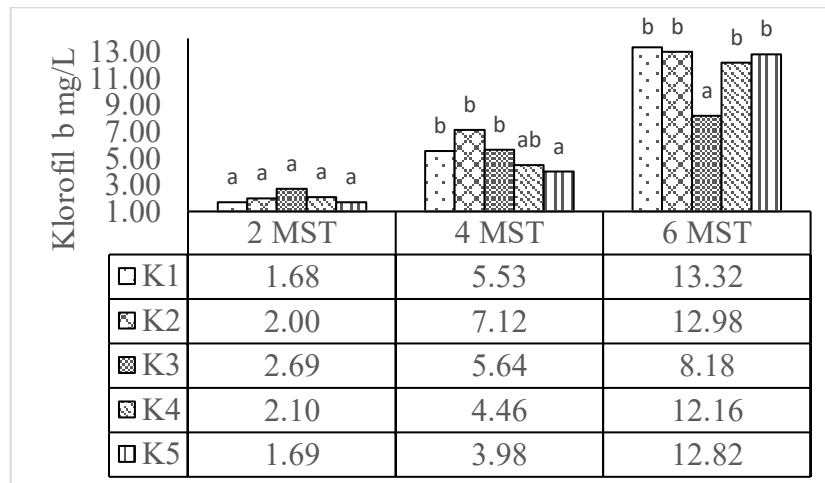 Klorofil b mg/L
13.00
11.00
9.00
7.00
5.00
3.00
1.00
a a a a a
b b b ab a
b b a b b
2 MST 4 MST 6 MST
K1 1.68 5.53 13.32
K2 2.00 7.12 12.98
K3 2.69 5.64 8.18
K4 2.10 4.46 12.16
K5 1.69 3.98 12.82